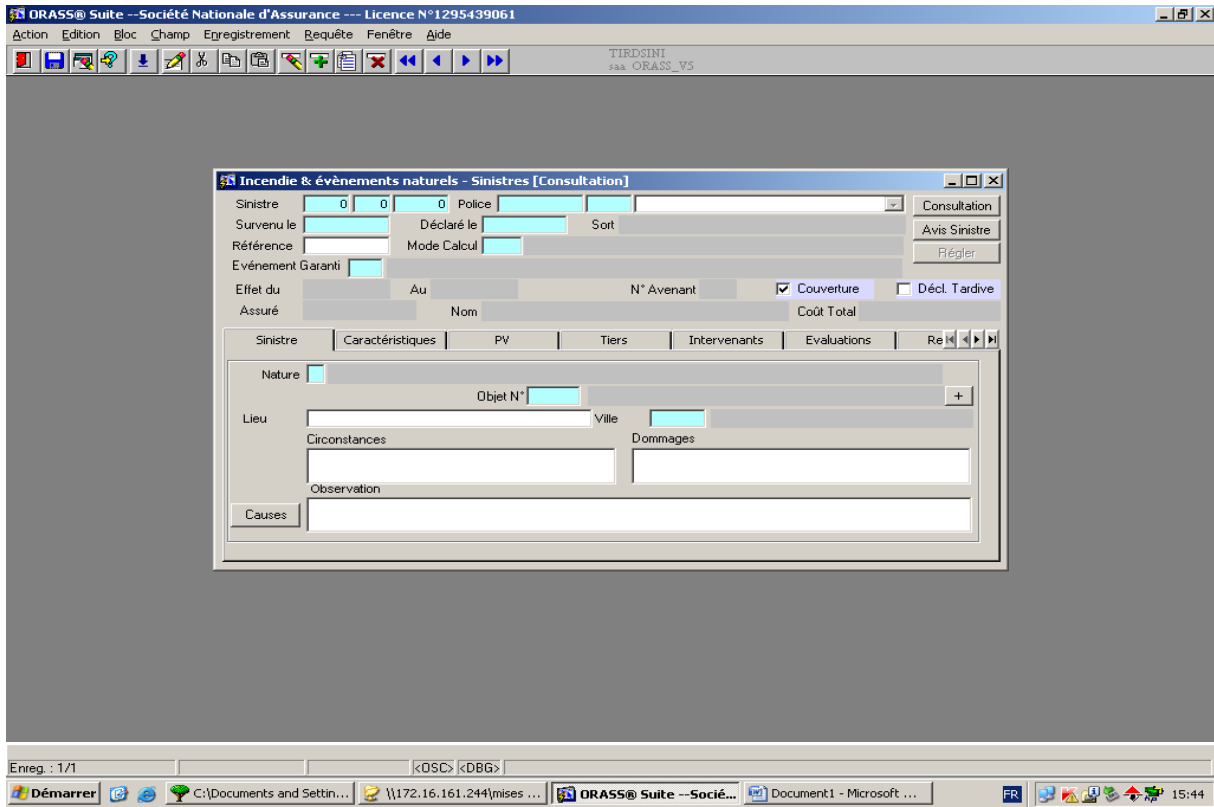 ORASS® Suite --Société Nationale d'Assurance --- Licence N°1295439061
Action Edition Bloc Champ Enregistrement Requête Fenêtre Aide
TIRDSINI
saa ORASS_V5
Incendie & évènements naturels - Sinistres [Consultation]
Sinistre 0 0 0 Police Consultation
Survenu le Déclaré le Sort Avis Sinistre
Référence Mode Calcul Régler
Evénement Garanti
Effet du Au N° Avenant Couverture Décl. Tardive
Assuré Nom Coût Total
Sinistre Caractéristiques PV Tiers Intervenants Evaluations Re
Nature
Objet N° +
Lieu Ville
Circonstances Dommages
Observation
Causes
Enreg. : 1/1 <OSC> <DBG>
Démarrer C:\Documents and Settin... \\172.16.161.244\mises ... ORASS® Suite --Socié... Document1 - Microsoft ... FR 15:44